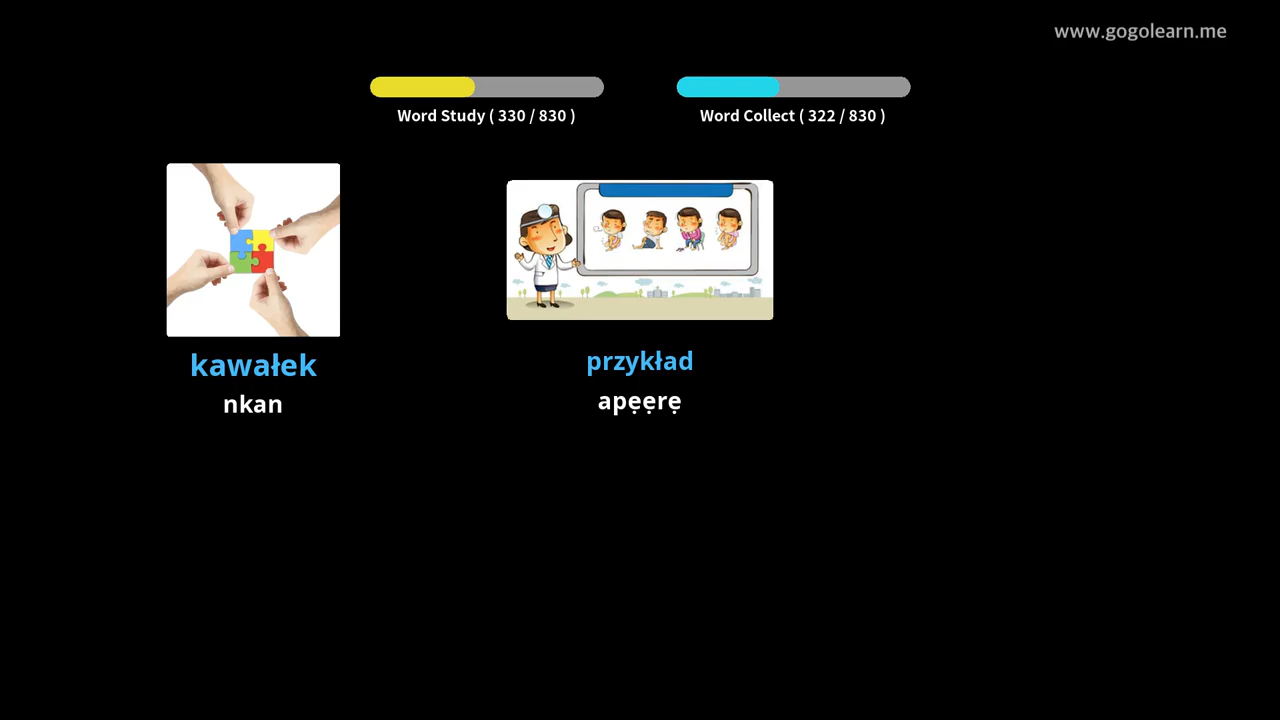 www.gogolearn.me
Word Study ( 330 / 830 )
Word Collect ( 322 / 830 )
kawałek
nkan
przykład
apẹẹrẹ